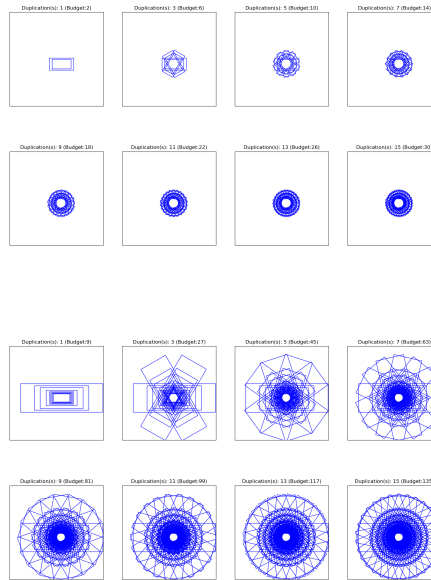 Duplication(s): 1 (Budget:2)
Duplication(s): 3 (Budget:6)
Duplication(s): 5 (Budget:10)
Duplication(s): 7 (Budget:14)
Duplication(s): 9 (Budget:18)
Duplication(s): 11 (Budget:22)
Duplication(s): 13 (Budget:26)
Duplication(s): 15 (Budget:30
Duplication(s): 1 (Budget:9)
Duplication(s): 3 (Budget:27)
Duplication(s): 5 (Budget:45)
Duplication(s): 7 (Budget:63)
Duplication(s): 9 (Budget:81)
Duplication(s): 11 (Budget:99)
Duplication(s): 13 (Budget:117)
Duplication(s): 15 (Budget:135